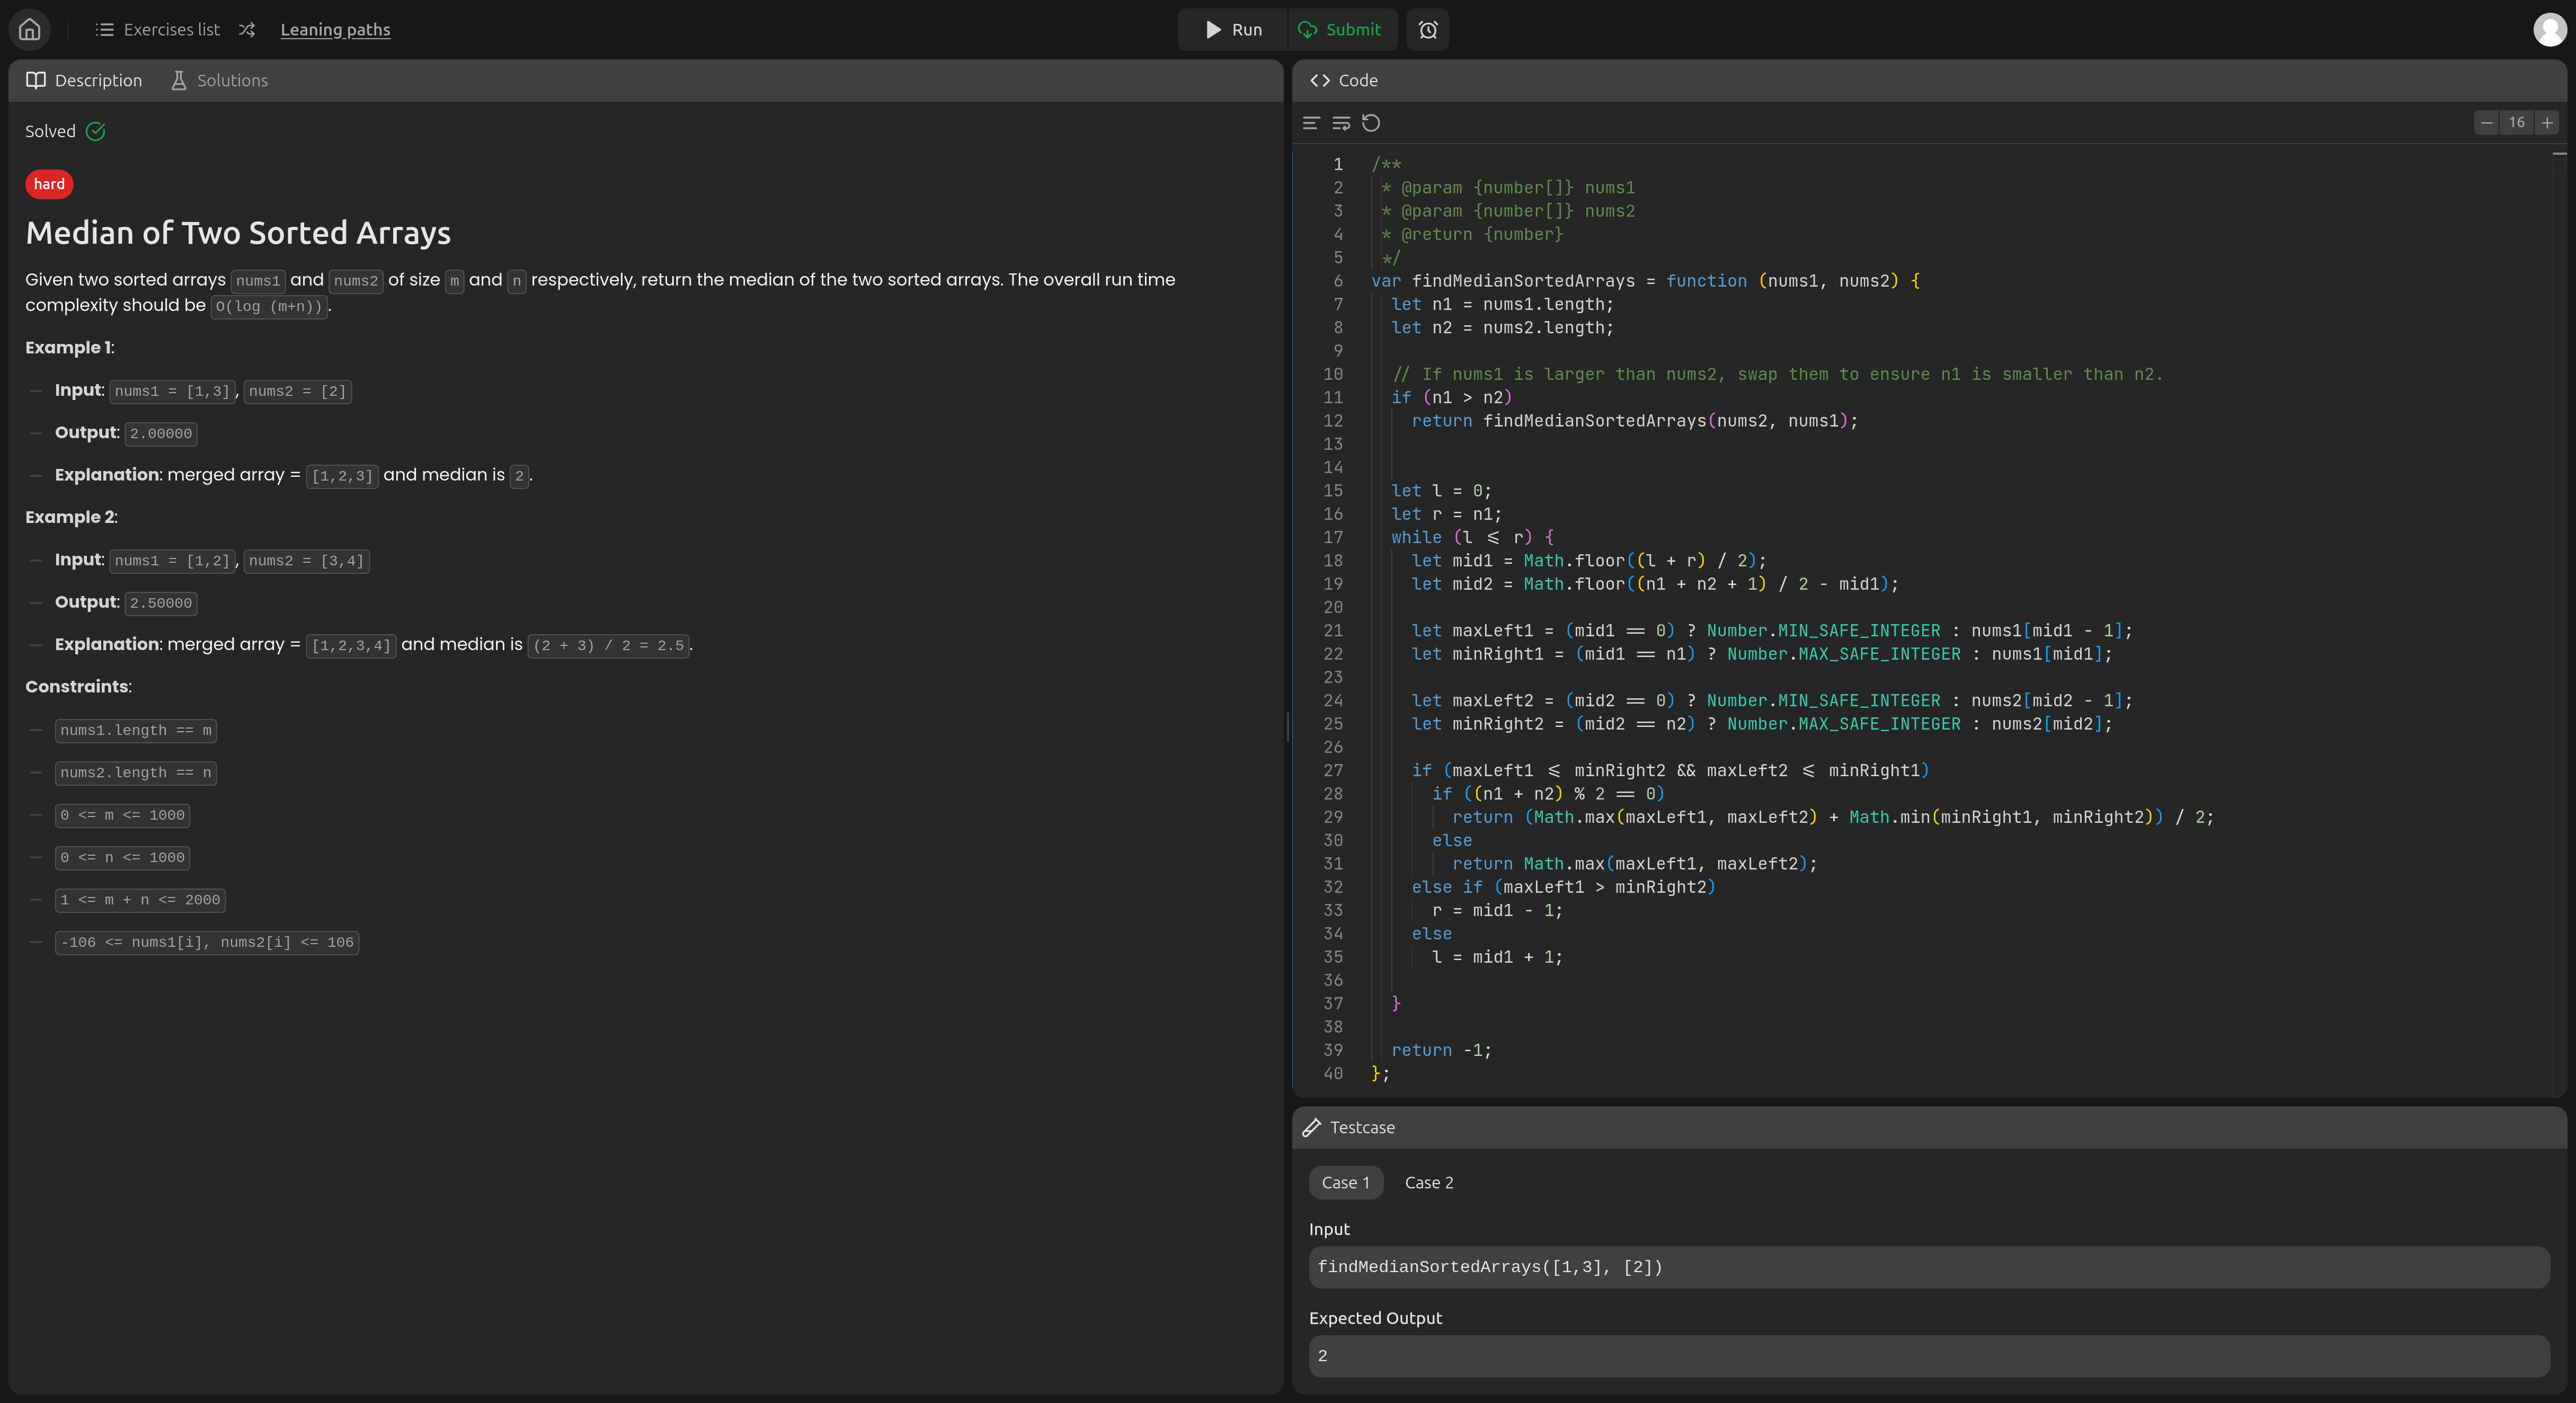 Exercises list Leaning paths Run Submit
Description Solutions
Solved
hard
Median of Two Sorted Arrays
Given two sorted arrays nums1 and nums2 of size m and n respectively, return the median of the two sorted arrays. The overall run time
complexity should be O(log (m+n)).
Example 1:
Input: nums1 = [1,3], nums2 = [2]
Output: 2.00000
Explanation: merged array = [1,2,3] and median is 2.
Example 2:
Input: nums1 = [1,2], nums2 = [3,4]
Output: 2.50000
Explanation: merged array = [1,2,3,4] and median is (2 + 3) / 2 = 2.5.
Constraints:
nums1.length == m
nums2.length == n
0 <= m <= 1000
0 <= n <= 1000
1 <= m + n <= 2000
-106 <= nums1[i], nums2[i] <= 106
Code
16
1 /**
2 * @param {number[]} nums1
3 * @param {number[]} nums2
4 * @return {number}
5 */
6 var findMedianSortedArrays = function (nums1, nums2) {
7 let n1 = nums1.length;
8 let n2 = nums2.length;
9
10 // If nums1 is larger than nums2, swap them to ensure n1 is smaller than n2.
11 if (n1 > n2)
12 return findMedianSortedArrays(nums2, nums1);
13
14
15 let l = 0;
16 let r = n1;
17 while (l <= r) {
18 let mid1 = Math.floor((l + r) / 2);
19 let mid2 = Math.floor((n1 + n2 + 1) / 2 - mid1);
20
21 let maxLeft1 = (mid1 == 0) ? Number.MIN_SAFE_INTEGER : nums1[mid1 - 1];
22 let minRight1 = (mid1 == n1) ? Number.MAX_SAFE_INTEGER : nums1[mid1];
23
24 let maxLeft2 = (mid2 == 0) ? Number.MIN_SAFE_INTEGER : nums2[mid2 - 1];
25 let minRight2 = (mid2 == n2) ? Number.MAX_SAFE_INTEGER : nums2[mid2];
26
27 if (maxLeft1 <= minRight2 && maxLeft2 <= minRight1)
28 if ((n1 + n2) % 2 == 0)
29 return (Math.max(maxLeft1, maxLeft2) + Math.min(minRight1, minRight2)) / 2;
30 else
31 return Math.max(maxLeft1, maxLeft2);
32 else if (maxLeft1 > minRight2)
33 r = mid1 - 1;
34 else
35 l = mid1 + 1;
36
37 }
38
39 return -1;
40 };
Testcase
Case 1 Case 2
Input
findMedianSortedArrays([1,3], [2])
Expected Output
2